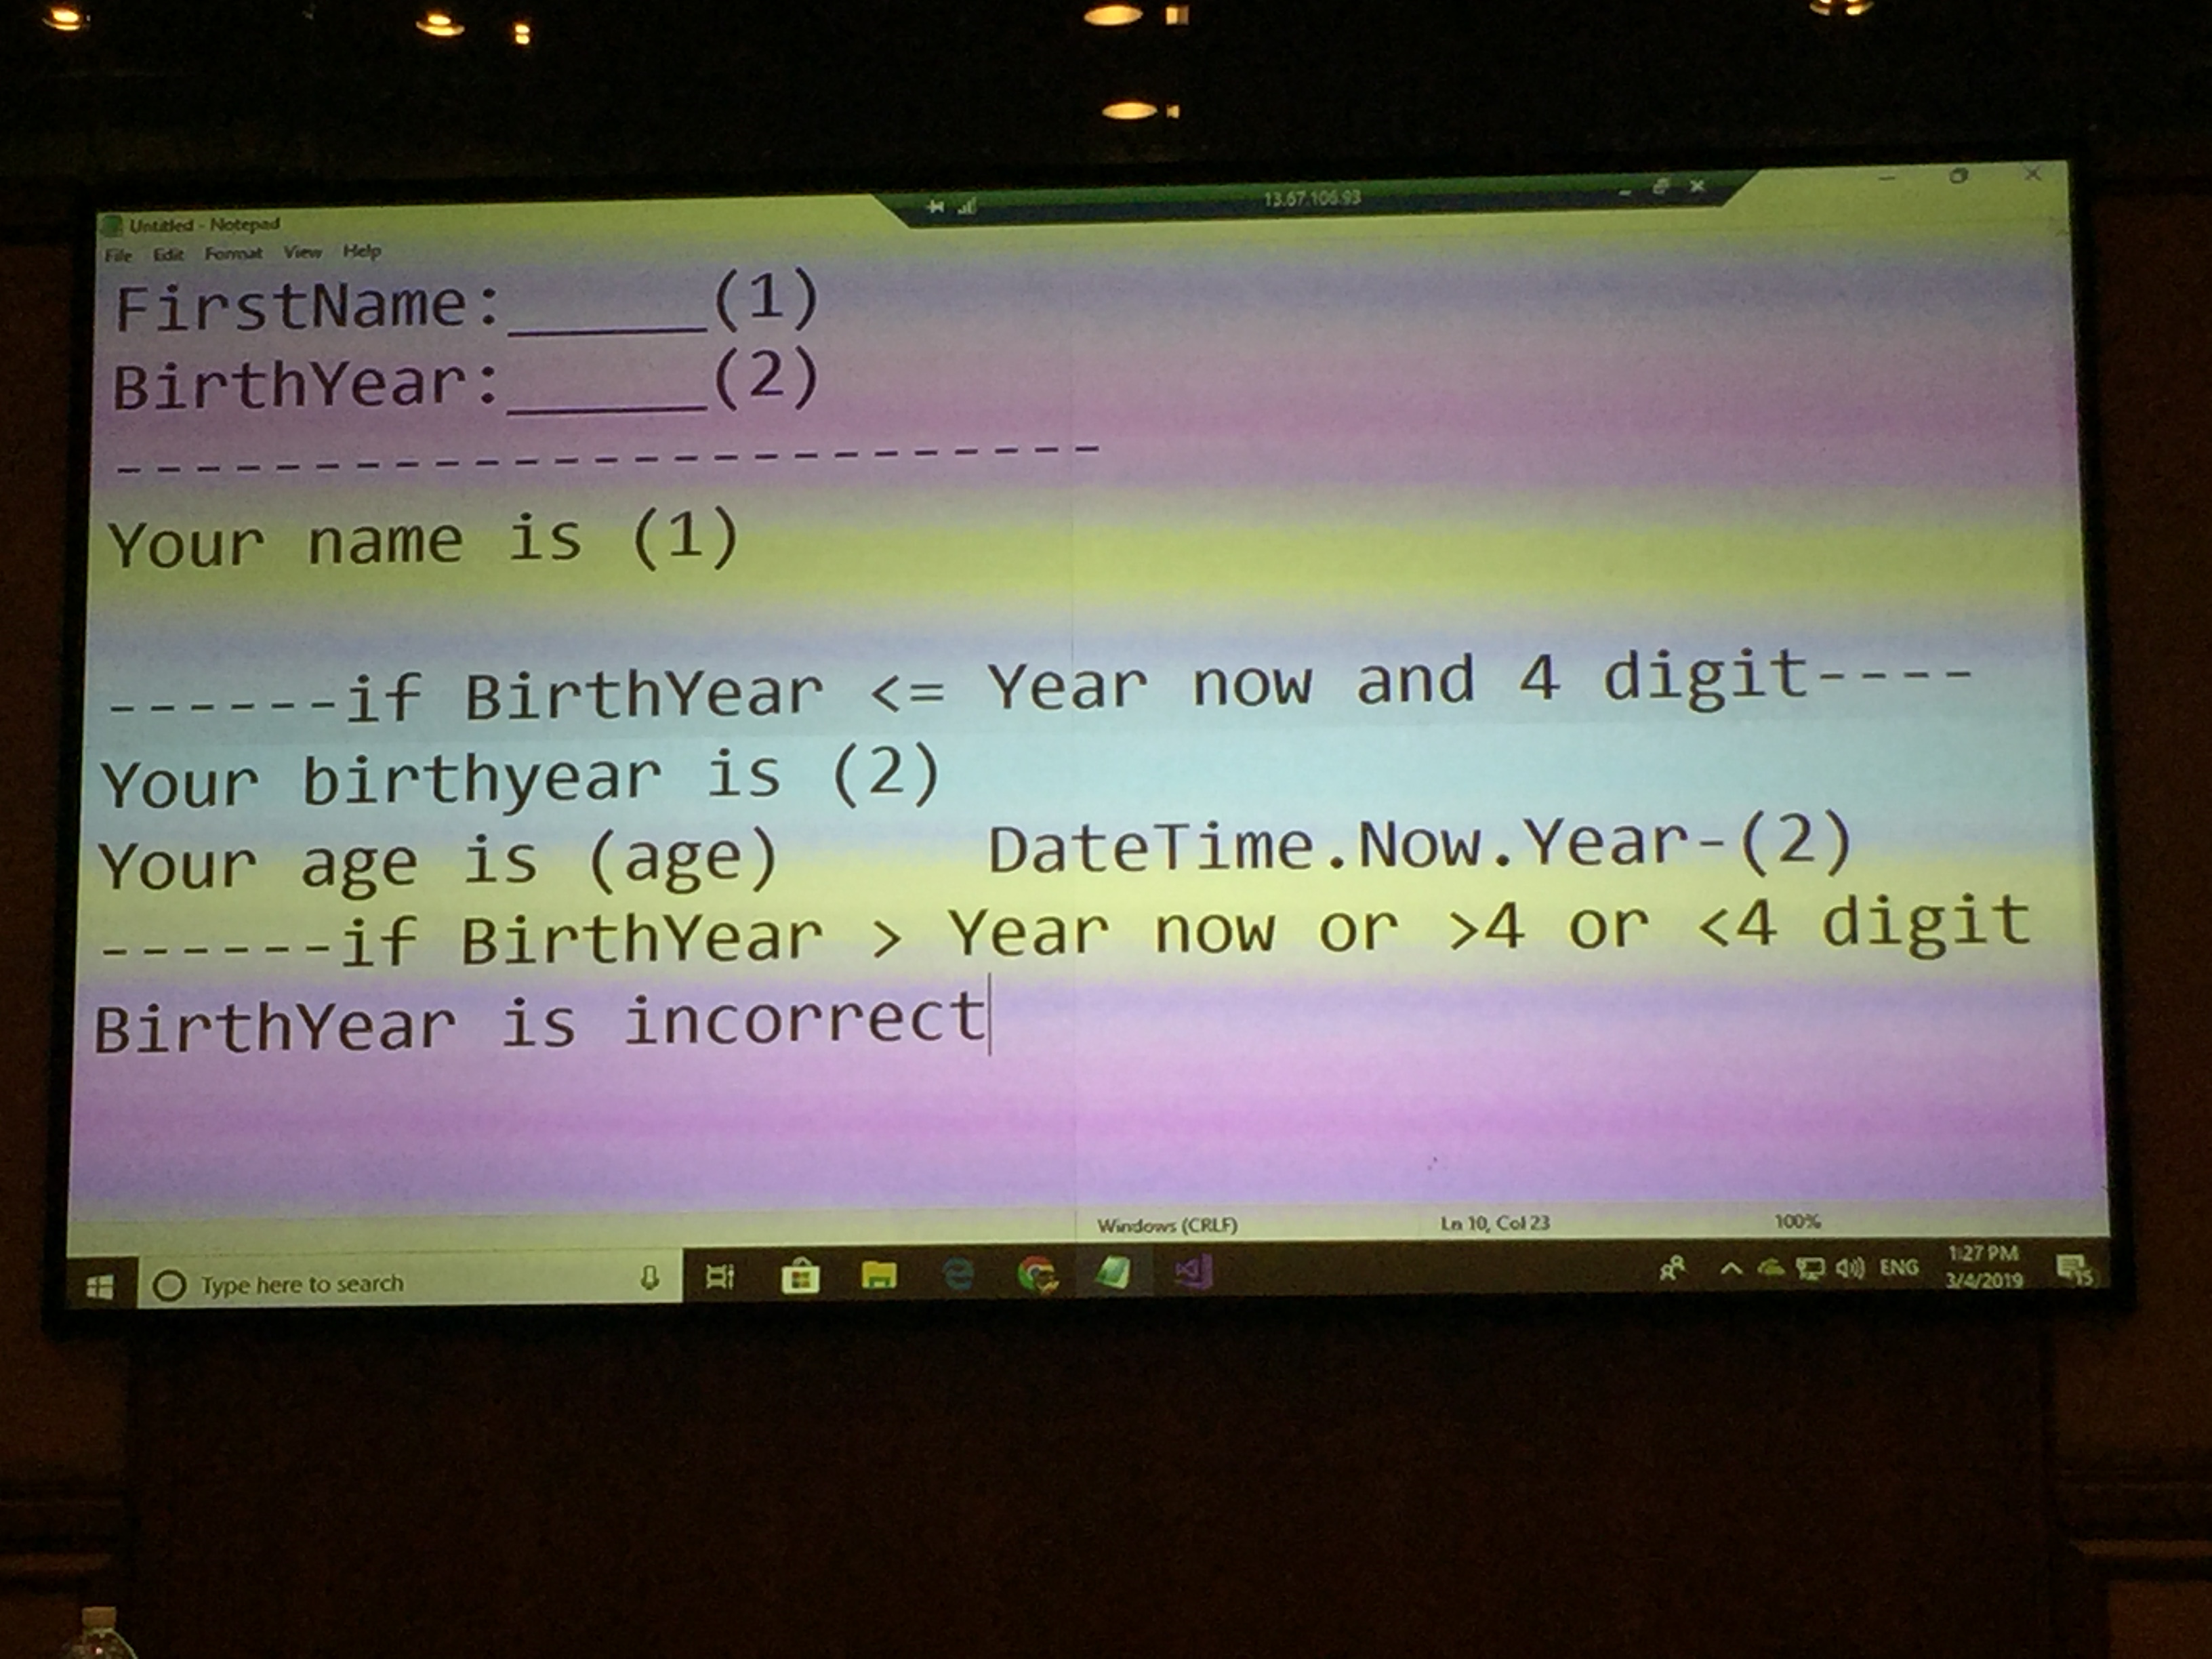 13.67.106.93
Untitled - Notepad
File Edit Format View Help
FirstName:_____(1)
BirthYear:_____(2)
-------------------------
Your name is (1)
------if BirthYear <= Year now and 4 digit----
Your birthyear is (2)
Your age is (age) DateTime.Now.Year-(2)
------if BirthYear > Year now or >4 or <4 digit
BirthYear is incorrect
Windows (CRLF) Ln 10, Col 23 100%
Type here to search ENG 1:27 PM
3/4/2019 15